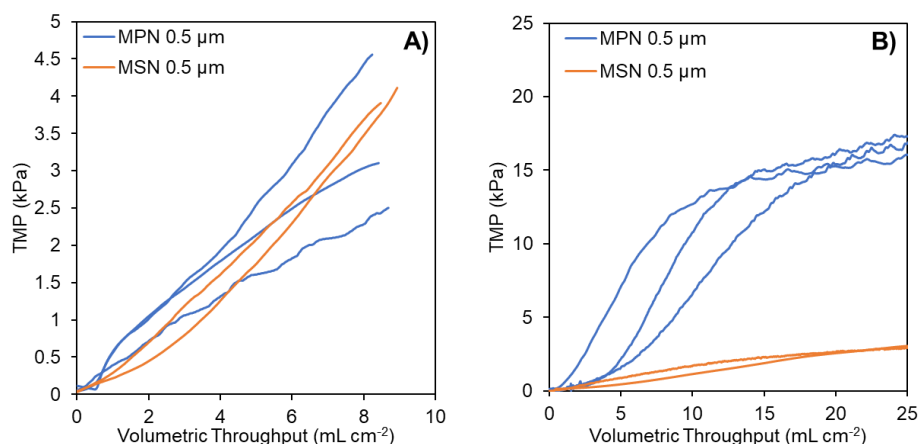 A)
MPN 0.5 µm
MSN 0.5 µm
TMP (kPa)
5
4.5
4
3.5
3
2.5
2
1.5
1
0.5
0
0 2 4 6 8 10
Volumetric Throughput (mL cm⁻²)
B)
MPN 0.5 µm
MSN 0.5 µm
TMP (kPa)
25
20
15
10
5
0
0 5 10 15 20 25
Volumetric Throughput (mL cm⁻²)